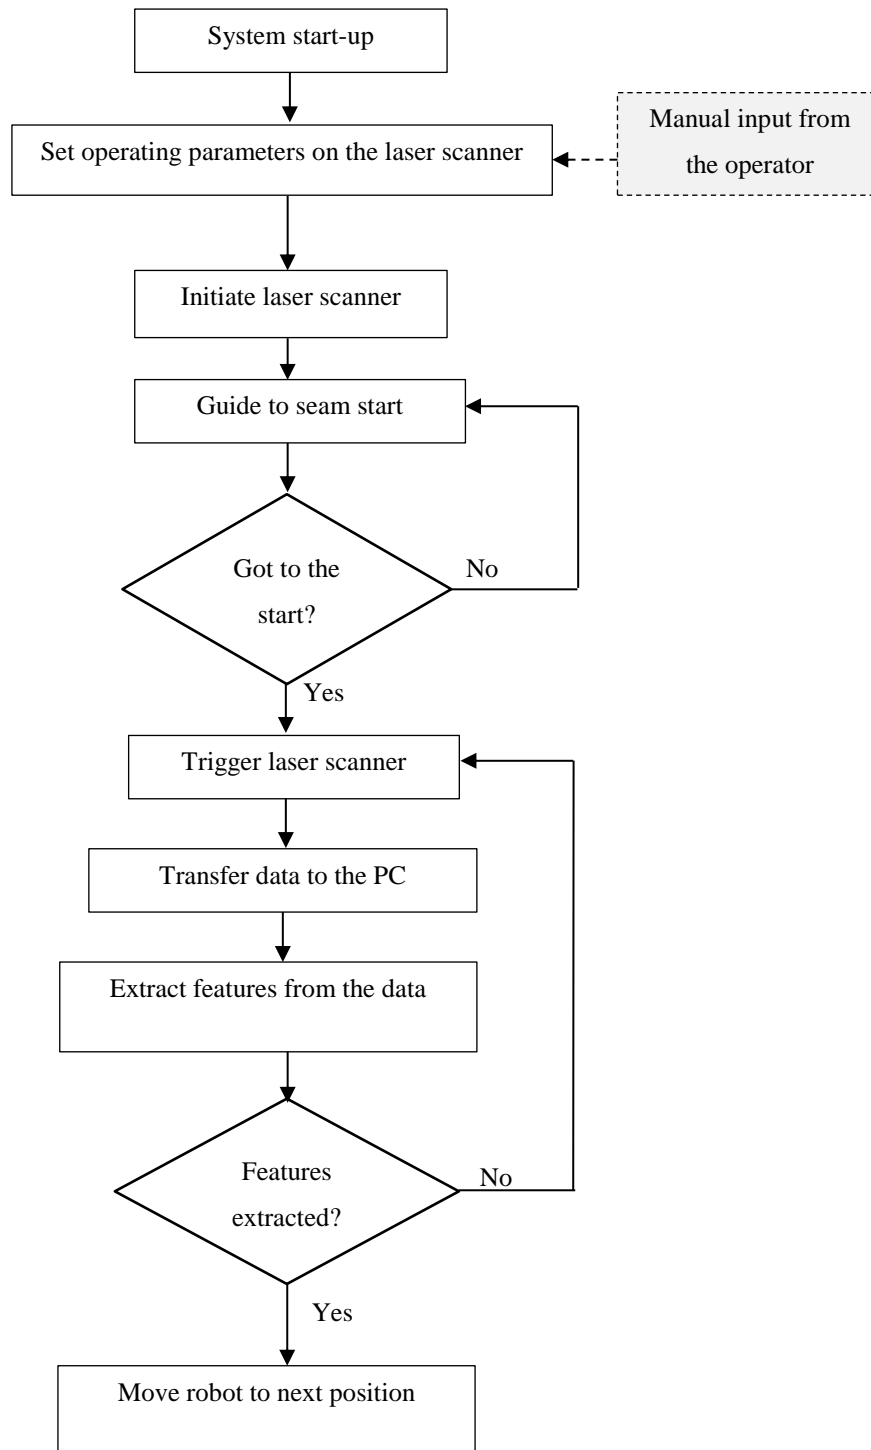 System start-up
Manual input from
the operator
Set operating parameters on the laser scanner
Initiate laser scanner
Guide to seam start
Got to the
start?
No
Yes
Trigger laser scanner
Transfer data to the PC
Extract features from the data
Features
extracted?
No
Yes
Move robot to next position